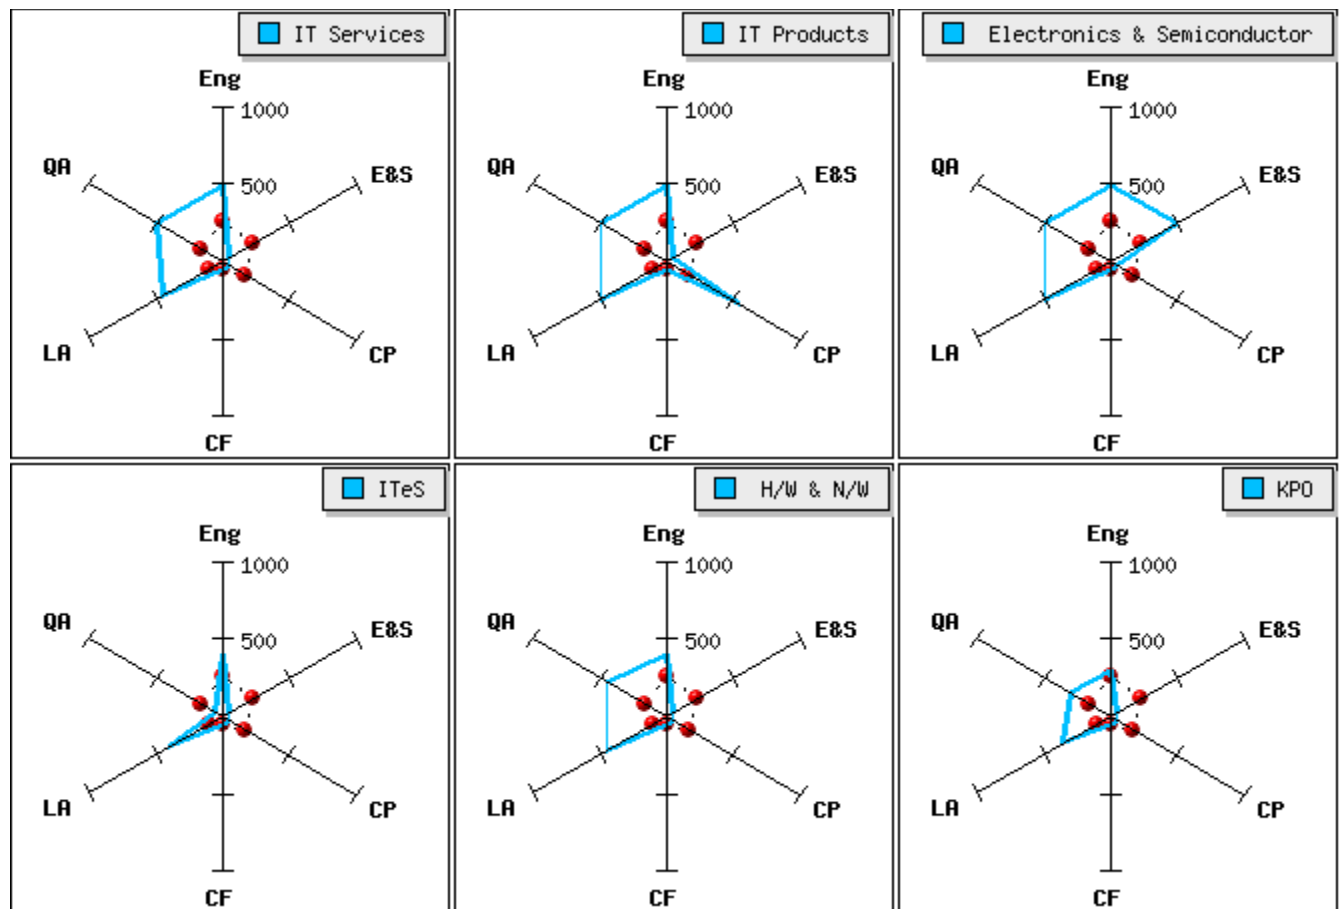 IT Services
Eng
1000
QA
E&S
500
LA
CP
CF
IT Products
Eng
1000
QA
E&S
500
LA
CP
CF
Electronics & Semiconductor
Eng
1000
QA
E&S
500
LA
CP
CF
ITeS
Eng
1000
QA
E&S
500
LA
CP
CF
H/W & N/W
Eng
1000
QA
E&S
500
LA
CP
CF
KPO
Eng
1000
QA
E&S
500
LA
CP
CF